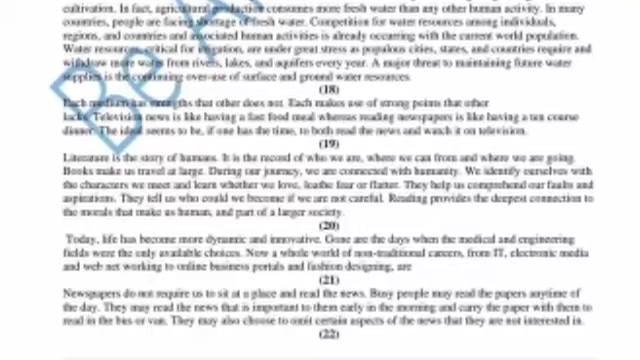 cultivation. In fact, agricultural production consumes more fresh water than any other human activity. In many
countries, people are facing shortage of fresh water. Competition for water resources among individuals,
regions, and countries and associated human activities is already occurring with the current world population.
Water resources critical for irrigation, are under great stress as populous cities, states, and countries require and
withdraw more water from rivers, lakes, and aquifers every year. A major threat to maintaining future water
supplies is the continuing over-use of surface and ground water resources.
(18)
Each medium has strengths that other does not. Each makes use of strong points that other
lacks. Television news is like having a fast food meal whereas reading newspapers is like having a ten course
dinner. The ideal seems to be, if one has the time, to both read the news and watch it on television.
(19)
Literature is the story of humans. It is the record of who we are, where we can from and where we are going.
Books make us travel at large. During our journey, we are connected with humanity. We identify ourselves with
the characters we meet and learn whether we love, loathe fear or flatter. They help us comprehend our faults and
aspirations. They tell us who could we become if we are not careful. Reading provides the deepest connection to
the morals that make us human, and part of a larger society.
(20)
Today, life has become more dynamic and innovative. Gone are the days when the medical and engineering
fields were the only available choices. Now a whole world of non-traditional careers, from IT, electronic media
and web net working to online business portals and fashion designing, are
(21)
Newspapers do not require us to sit at a place and read the news. Busy people may read the papers anytime of
the day. They may read the news that is important to them early in the morning and carry the paper with them to
read in the bus or van. They may also choose to omit certain aspects of the news that they are not interested in.
(22)